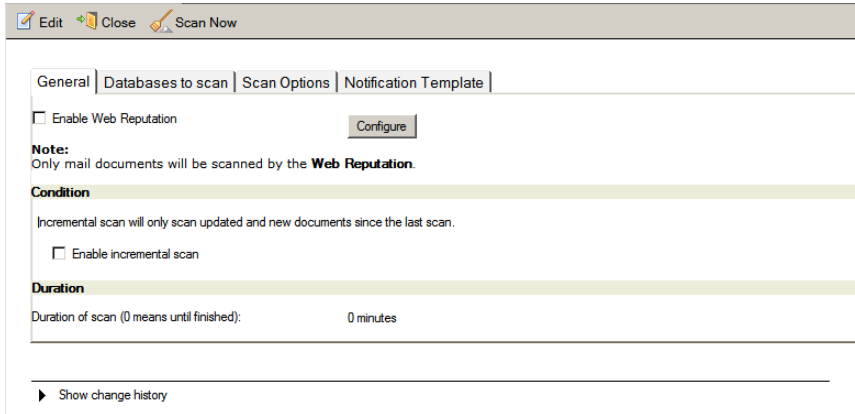 Edit Close Scan Now
General Databases to scan Scan Options Notification Template
Enable Web Reputation Configure
Note:
Only mail documents will be scanned by the Web Reputation.
Condition
Incremental scan will only scan updated and new documents since the last scan.
Enable incremental scan
Duration
Duration of scan (0 means until finished): 0 minutes
Show change history